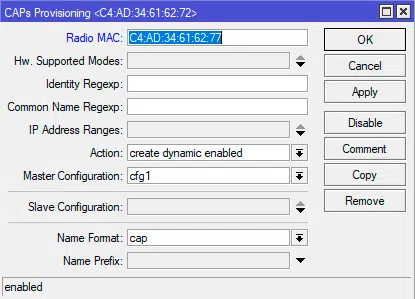 CAPs Provisioning <C4:AD:34:61:62:72>
Radio MAC: C4:AD:34:61:62:77
OK
Hw. Supported Modes:
Cancel
Identity Regexp:
Apply
Common Name Regexp:
IP Address Ranges:
Disable
Action: create dynamic enabled
Comment
Master Configuration: cfg1
Copy
Slave Configuration:
Remove
Name Format: cap
Name Prefix:
enabled